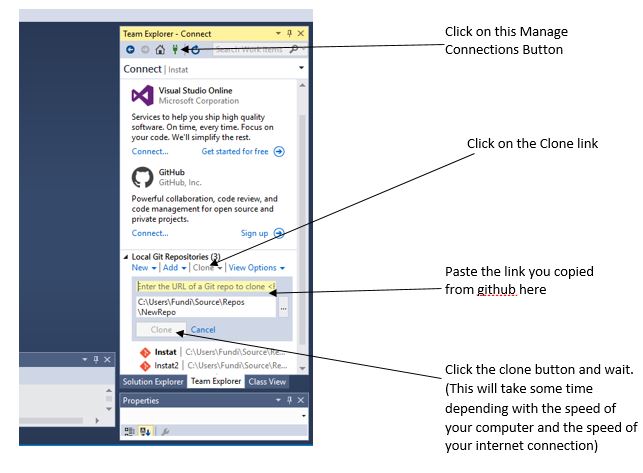 Team Explorer - Connect
Search Work Items
Connect | Instat
Visual Studio Online
Microsoft Corporation
Services to help you ship high quality
software. On time, every time. Focus on
your code. We'll simplify the rest.
Connect... Get started for free
GitHub
GitHub, Inc.
Powerful collaboration, code review, and
code management for open source and
private projects.
Connect... Sign up
Local Git Repositories (3)
New | Add | Clone | View Options
Enter the URL of a Git repo to clone <
C:\Users\Fundi\Source\Repos
\NewRepo
...
Clone Cancel
Instat | C:\Users\Fundi\Source\Re...
Instat2 | C:\Users\Fundi\Source\Re...
Solution Explorer Team Explorer Class View
Properties
Click on this Manage
Connections Button
Click on the Clone link
Paste the link you copied
from github here
Click the clone button and wait.
(This will take some time
depending with the speed of
your computer and the speed of
your internet connection)